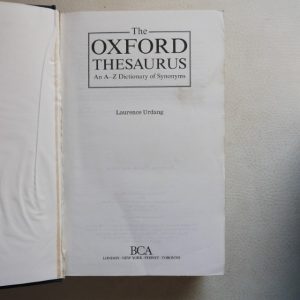 The
OXFORD
THESAURUS
An A–Z Dictionary of Synonyms
Laurence Urdang
BCA
LONDON · NEW YORK · SYDNEY · TORONTO